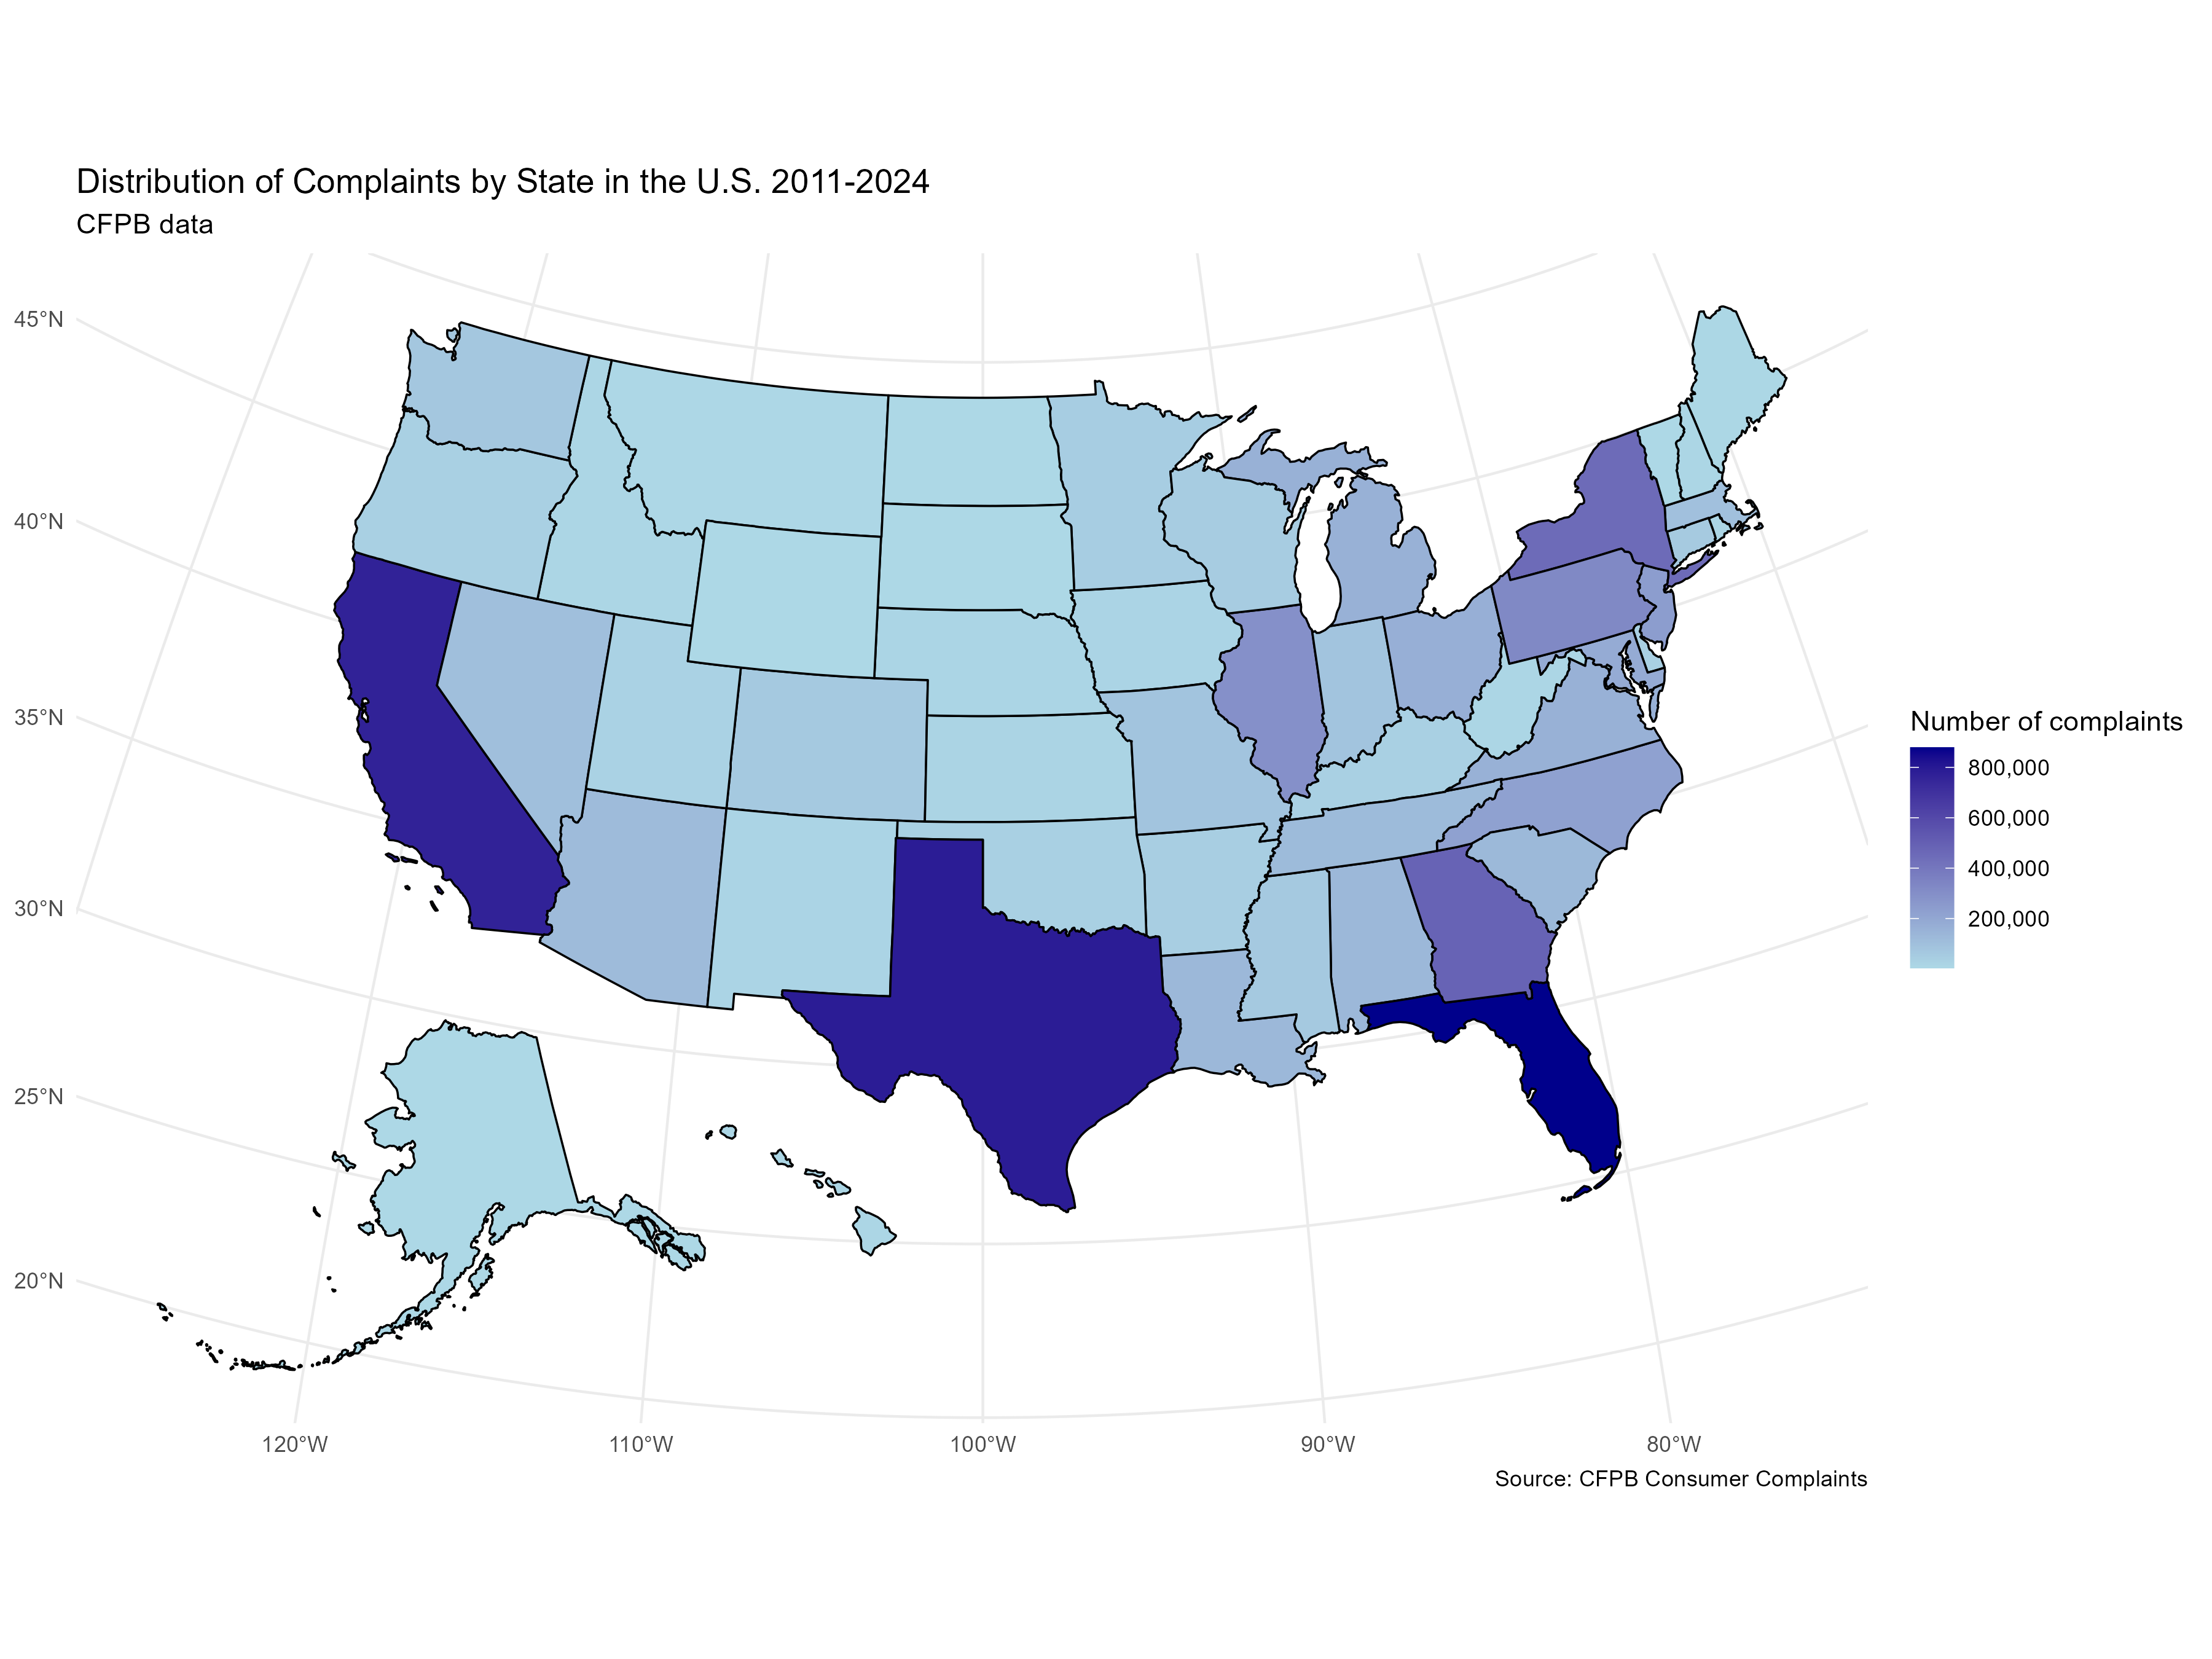 Distribution of Complaints by State in the U.S. 2011-2024
CFPB data
45°N
40°N
35°N
30°N
25°N
20°N
120°W
110°W
100°W
90°W
80°W
Number of complaints
800,000
600,000
400,000
200,000
Source: CFPB Consumer Complaints